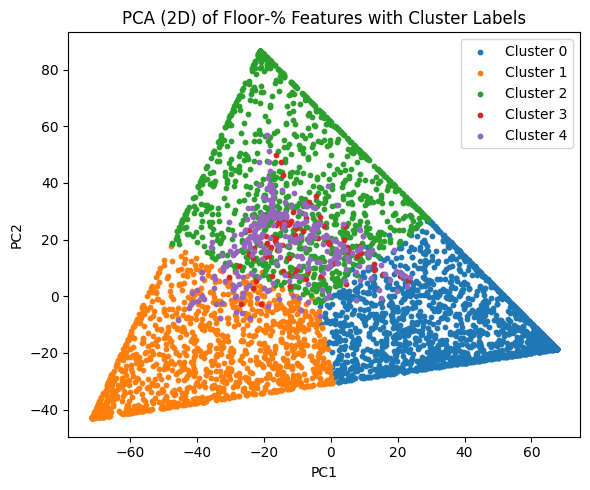 PCA (2D) of Floor-% Features with Cluster Labels
Cluster 0
Cluster 1
Cluster 2
Cluster 3
Cluster 4
80
60
40
20
0
−20
−40
PC2
−60 −40 −20 0 20 40 60
PC1